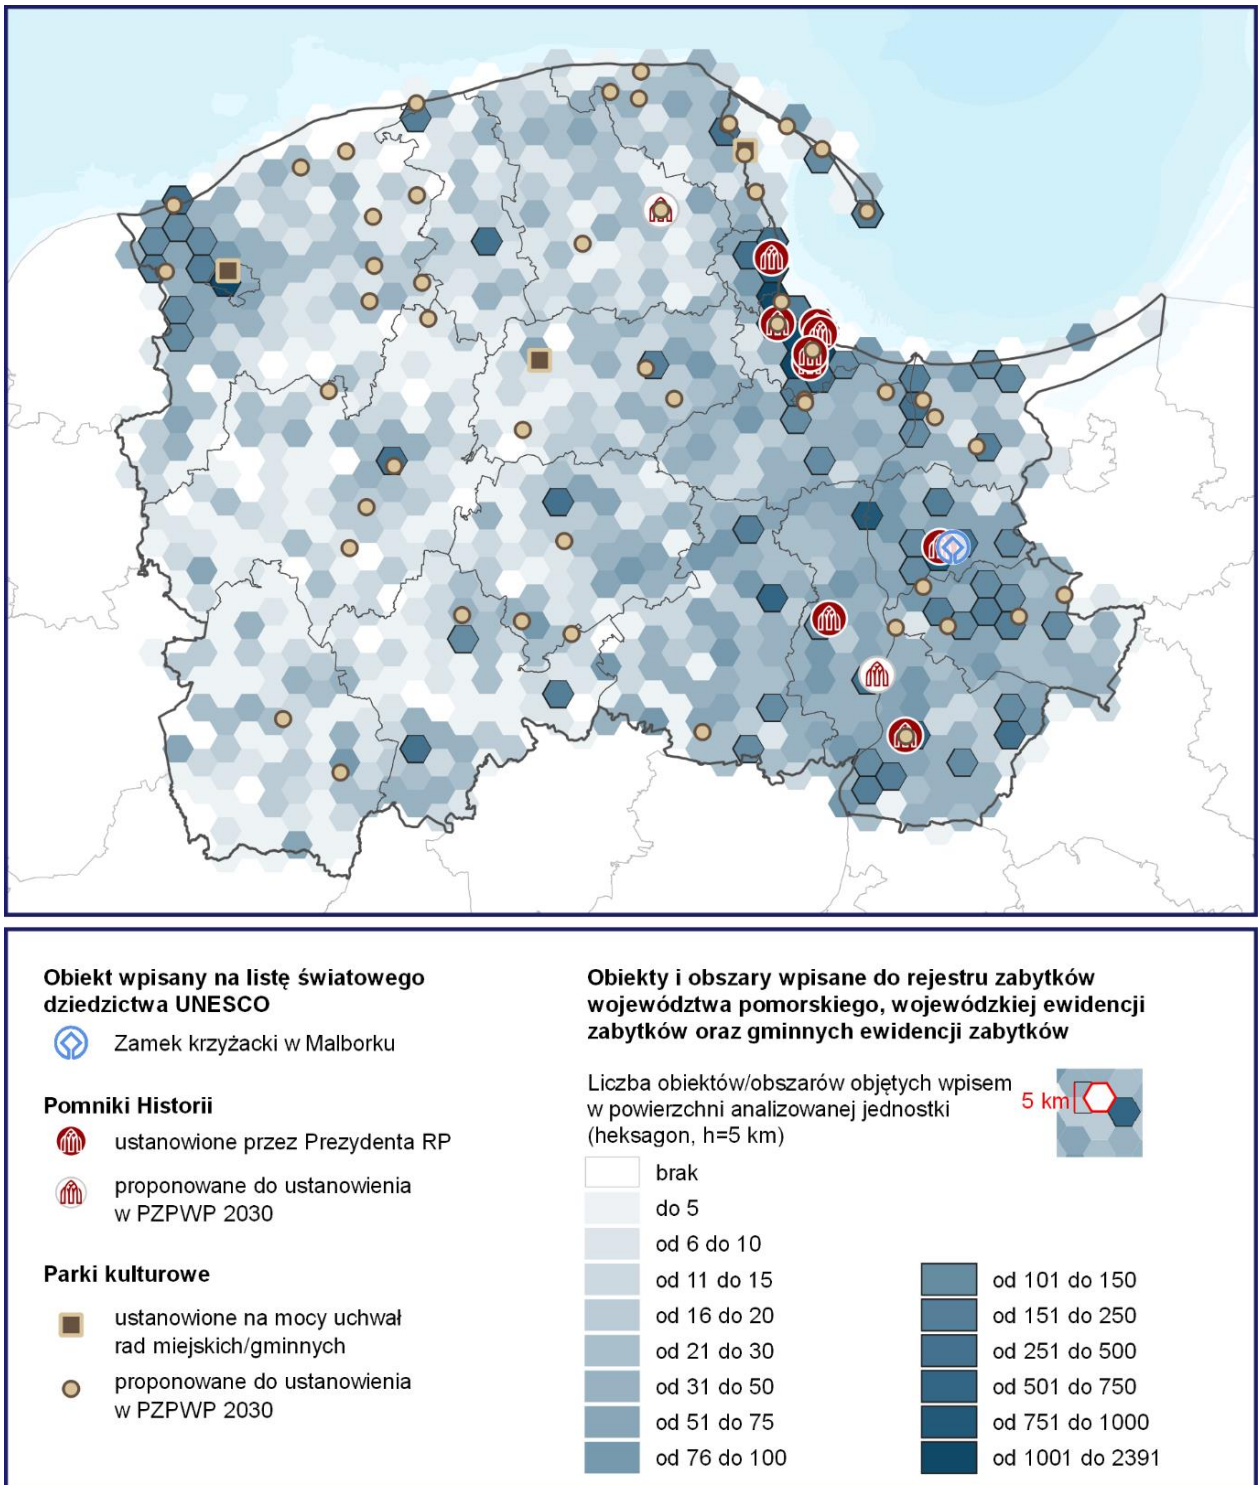 Obiekt wpisany na listę światowego
dziedzictwa UNESCO
Zamek krzyżacki w Malborku
Pomniki Historii
ustanowione przez Prezydenta RP
proponowane do ustanowienia
w PZPWP 2030
Parki kulturowe
ustanowione na mocy uchwał
rad miejskich/gminnych
proponowane do ustanowienia
w PZPWP 2030
Obiekty i obszary wpisane do rejestru zabytków
województwa pomorskiego, wojewódzkiej ewidencji
zabytków oraz gminnych ewidencji zabytków
Liczba obiektów/obszarów objętych wpisem
w powierzchni analizowanej jednostki
(heksagon, h=5 km)
5 km
brak
do 5
od 6 do 10
od 11 do 15
od 16 do 20
od 21 do 30
od 31 do 50
od 51 do 75
od 76 do 100
od 101 do 150
od 151 do 250
od 251 do 500
od 501 do 750
od 751 do 1000
od 1001 do 2391